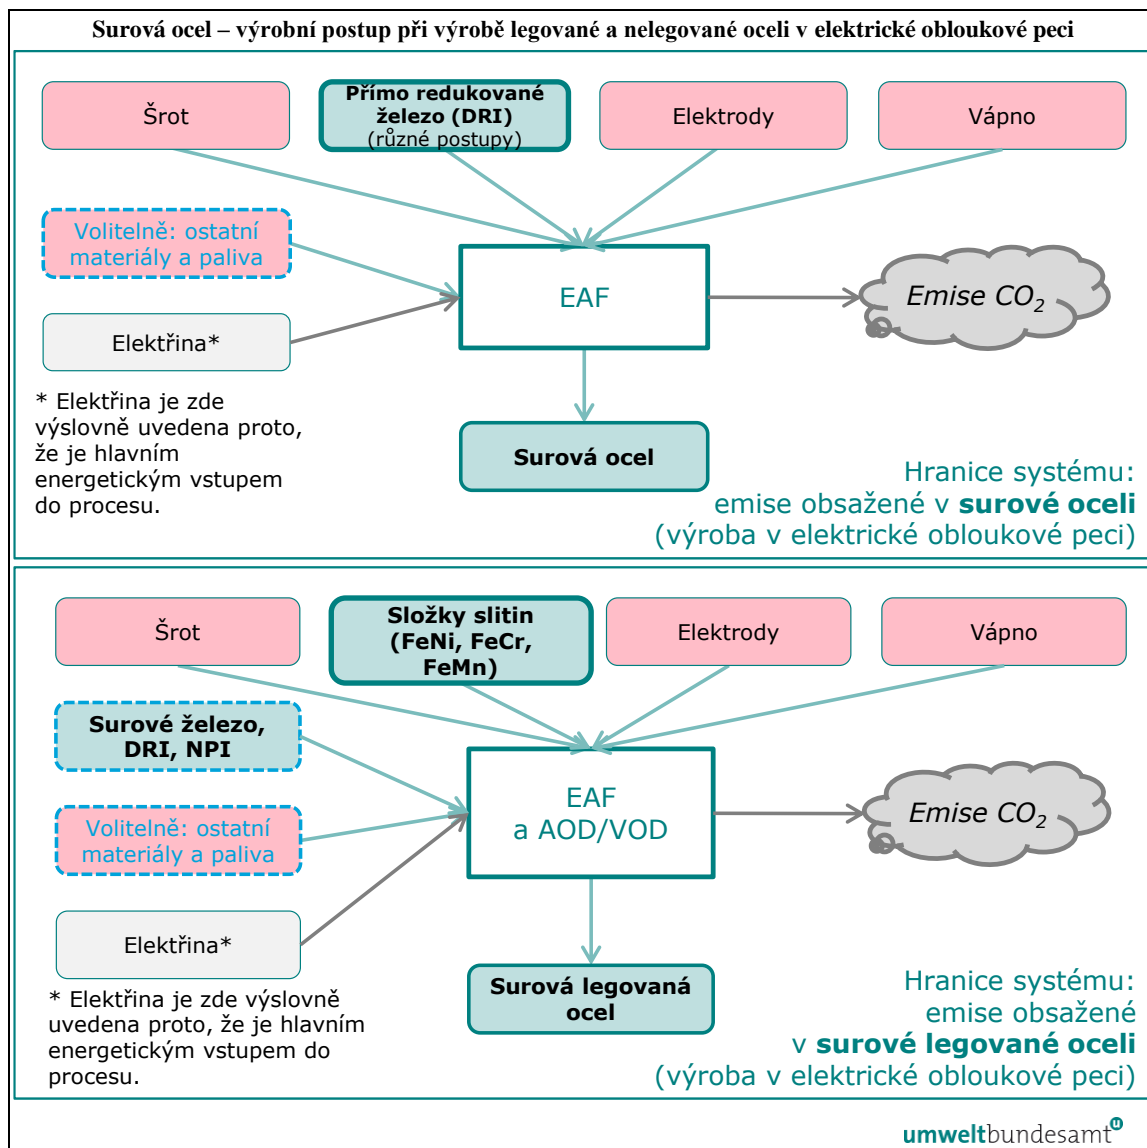 Surová ocel – výrobní postup při výrobě legované a nelegované oceli v elektrické obloukové peci
Šrot
Přímo redukované
železo (DRI)
(různé postupy)
Elektrody
Vápno
Volitelně: ostatní
materiály a paliva
EAF
Emise CO₂
Elektřina*
* Elektřina je zde
výslovně uvedena proto,
že je hlavním
energetickým vstupem
do procesu.
Surová ocel
Hranice systému:
emise obsažené v surové oceli
(výroba v elektrické obloukové peci)
Šrot
Složky slitin
(FeNi, FeCr,
FeMn)
Elektrody
Vápno
Surové železo,
DRI, NPI
Volitelně: ostatní
materiály a paliva
EAF
a AOD/VOD
Emise CO₂
Elektřina*
* Elektřina je zde výslovně
uvedena proto, že je hlavním
energetickým vstupem do
procesu.
Surová legovaná
ocel
Hranice systému:
emise obsažené
v surové legované oceli
(výroba v elektrické obloukové peci)
umweltbundesamt